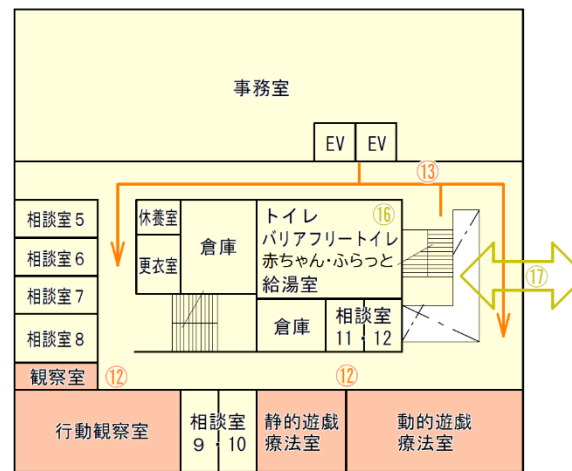 事務室
EV EV
⑬
相談室5
休養室
トイレ
⑯
バリアフリートイレ
相談室6
更衣室
倉庫
赤ちゃん・ふらっと
給湯室
⑰
相談室7
相談室8
倉庫
相談室
11・12
観察室
⑫
⑫
行動観察室
相談室
9・10
静的遊戯
療法室
動的遊戯
療法室